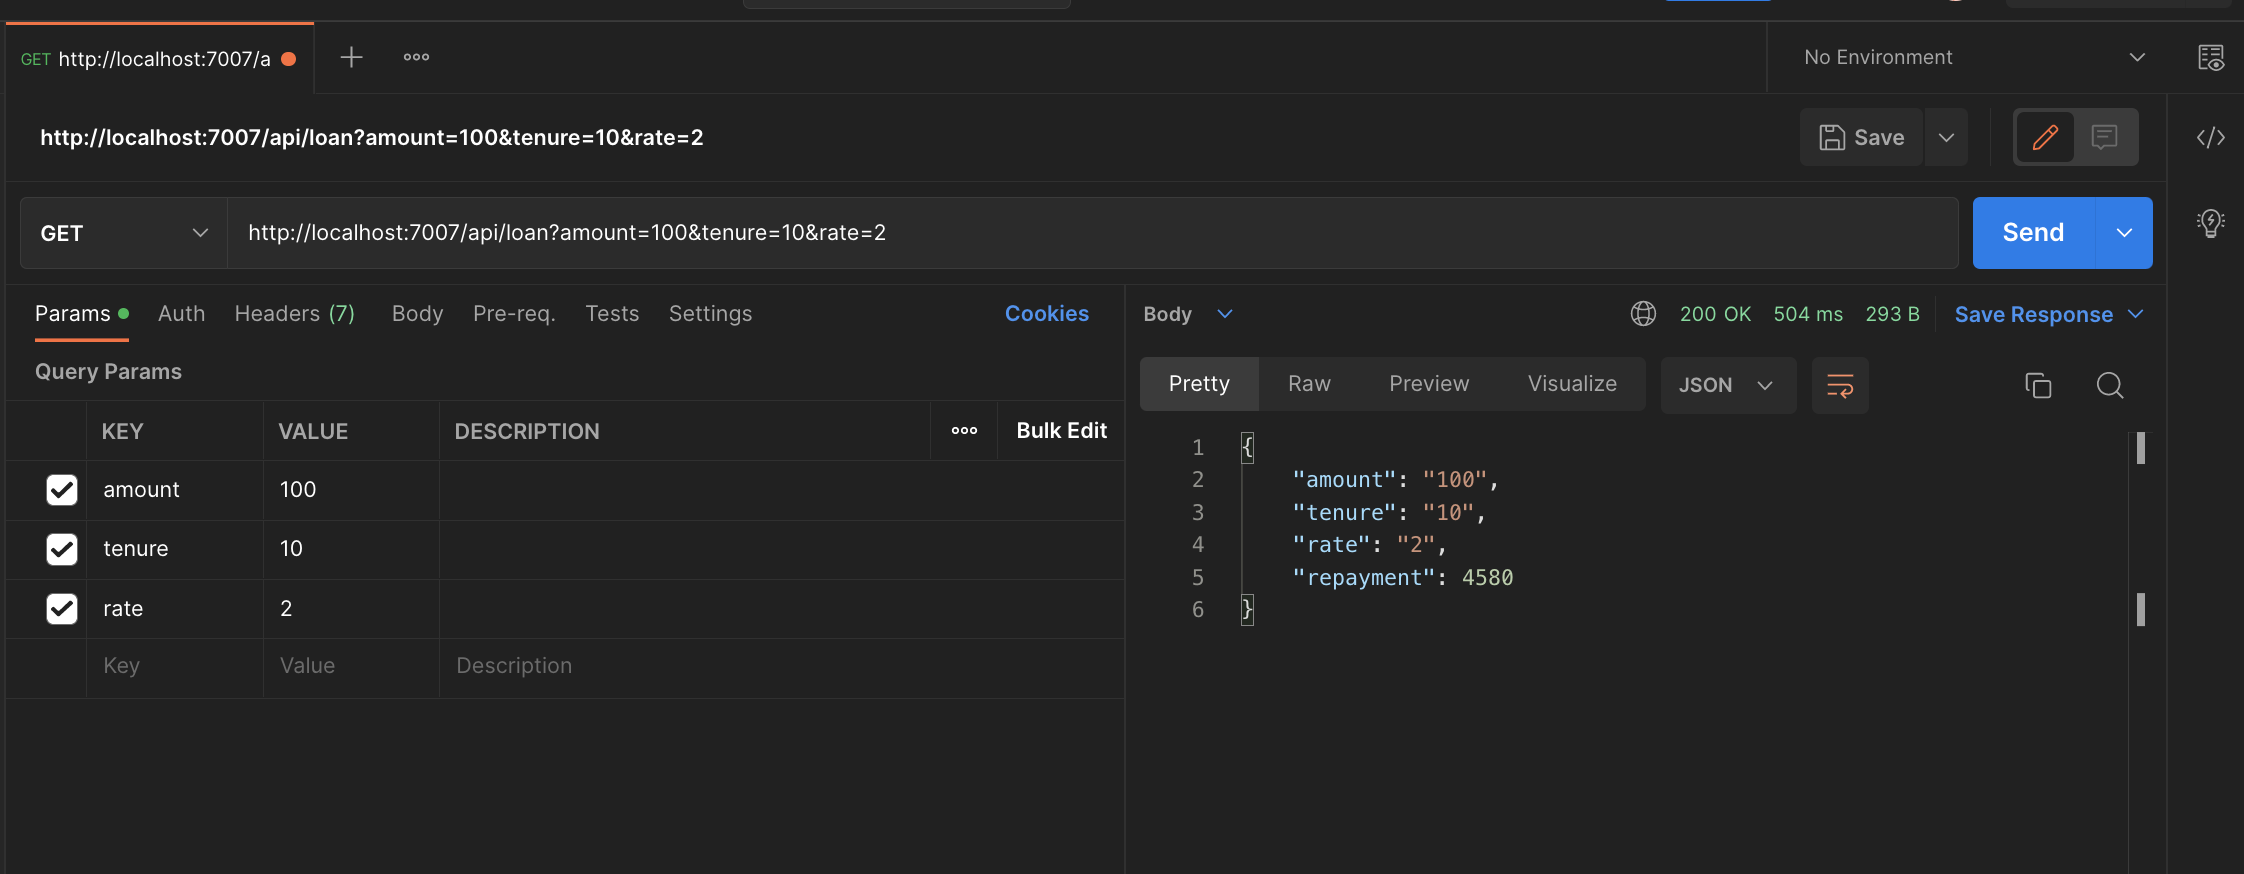 GET http://localhost:7007/a
No Environment
http://localhost:7007/api/loan?amount=100&tenure=10&rate=2
Save
GET http://localhost:7007/api/loan?amount=100&tenure=10&rate=2
Send
Params Auth Headers (7) Body Pre-req. Tests Settings Cookies
Query Params
KEY VALUE DESCRIPTION Bulk Edit
amount 100
tenure 10
rate 2
Key Value Description
Body 200 OK 504 ms 293 B Save Response
Pretty Raw Preview Visualize JSON
1 {
2 "amount": "100",
3 "tenure": "10",
4 "rate": "2",
5 "repayment": 4580
6 }